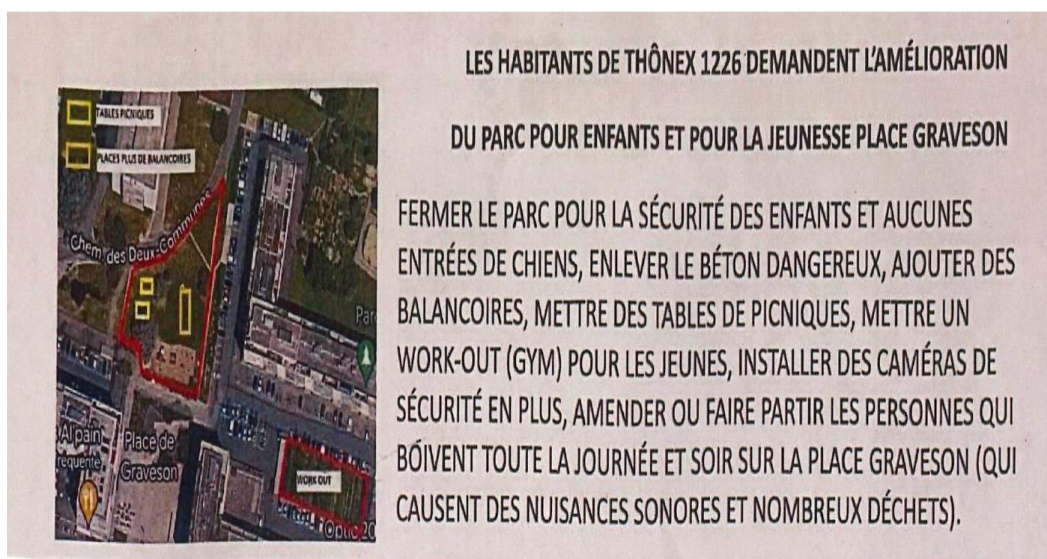 LES HABITANTS DE THÔNEX 1226 DEMANDENT L'AMÉLIORATION
DU PARC POUR ENFANTS ET POUR LA JEUNESSE PLACE GRAVESON
FERMER LE PARC POUR LA SÉCURITÉ DES ENFANTS ET AUCUNES
ENTRÉES DE CHIENS, ENLEVER LE BÉTON DANGEREUX, AJOUTER DES
BALANCOIRES, METTRE DES TABLES DE PICNIQUES, METTRE UN
WORK-OUT (GYM) POUR LES JEUNES, INSTALLER DES CAMÉRAS DE
SÉCURITÉ EN PLUS, AMENDER OU FAIRE PARTIR LES PERSONNES QUI
BÓIVENT TOUTE LA JOURNÉE ET SOIR SUR LA PLACE GRAVESON (QUI
CAUSENT DES NUISANCES SONORES ET NOMBREUX DÉCHETS).
TABLES PICNIQUES
PLACES PLUS DE BALANCOIRES
Chem. des Deux-Communes
Place de
Graveson
WORK OUT